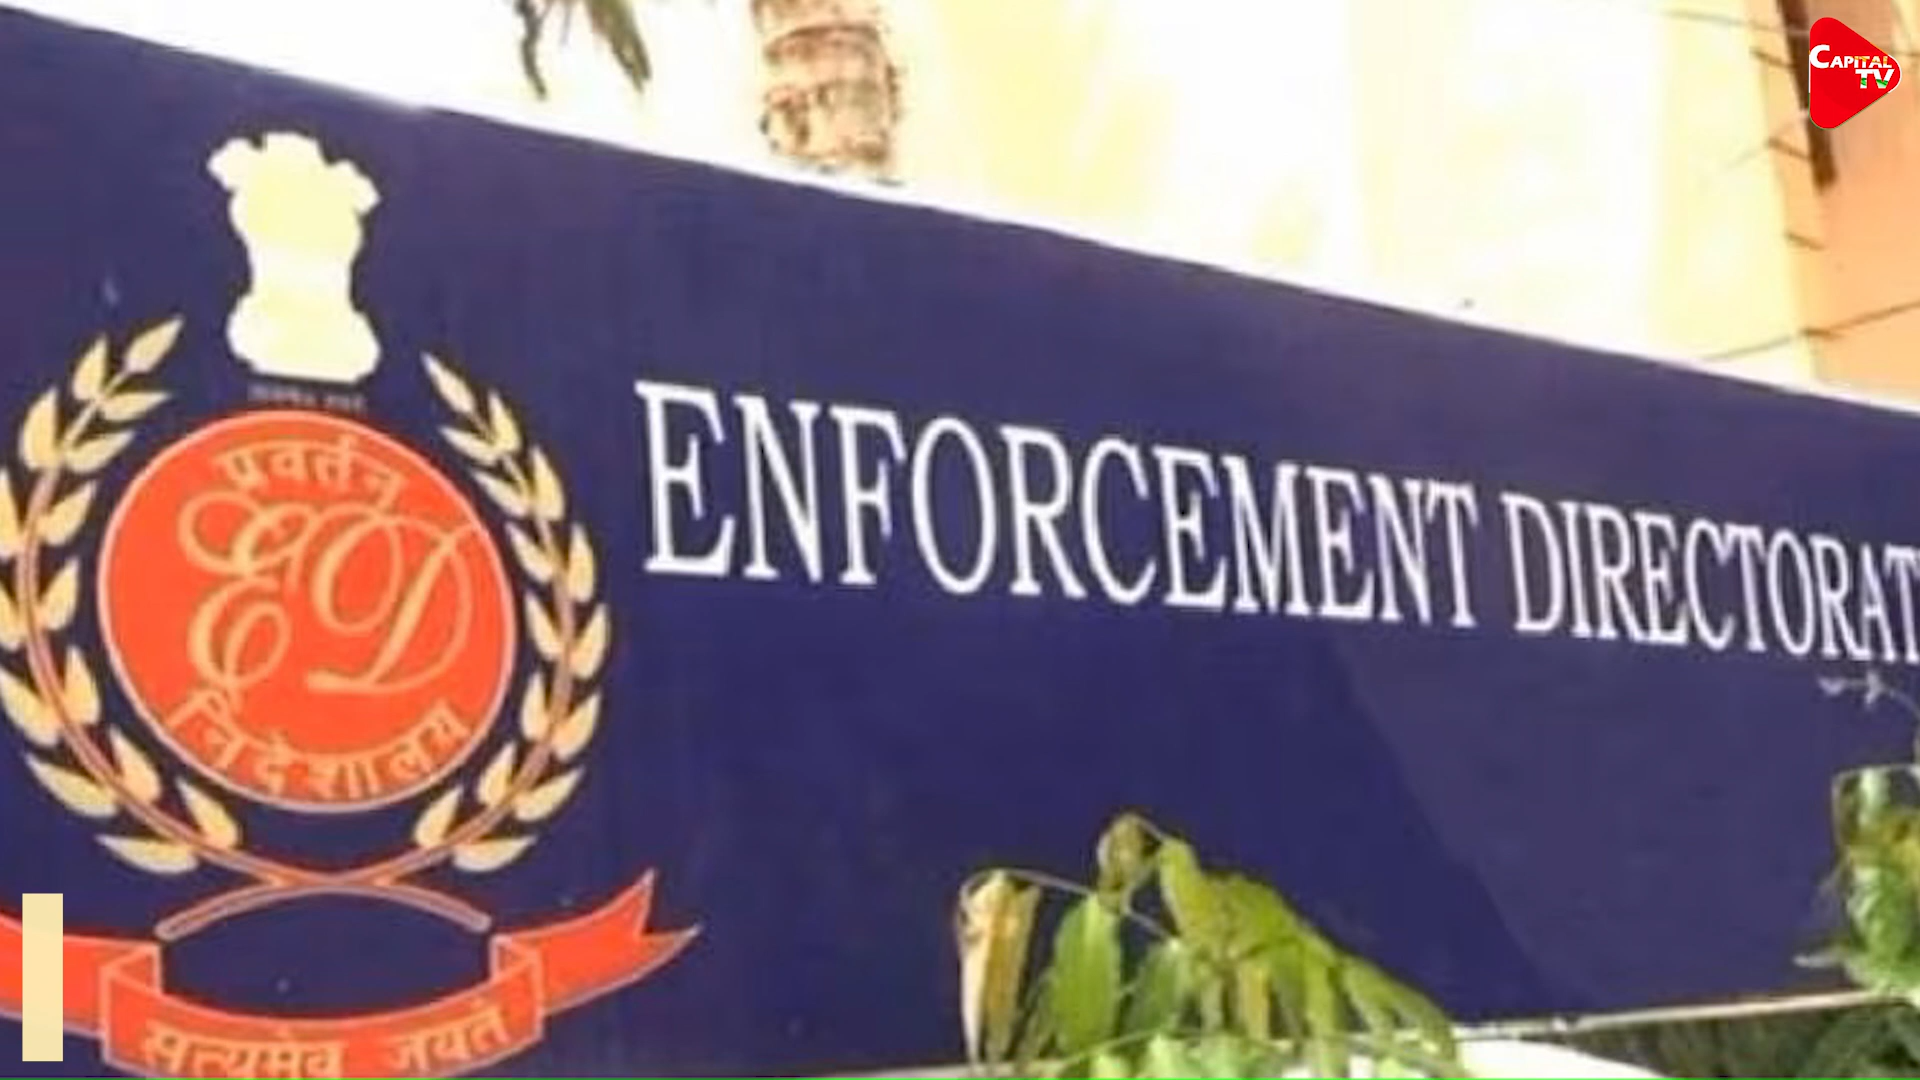 CAPITAL
TV
प्रवर्तन
ED
निदेशालय
ENFORCEMENT DIRECTORAT
सत्यमेव जयते